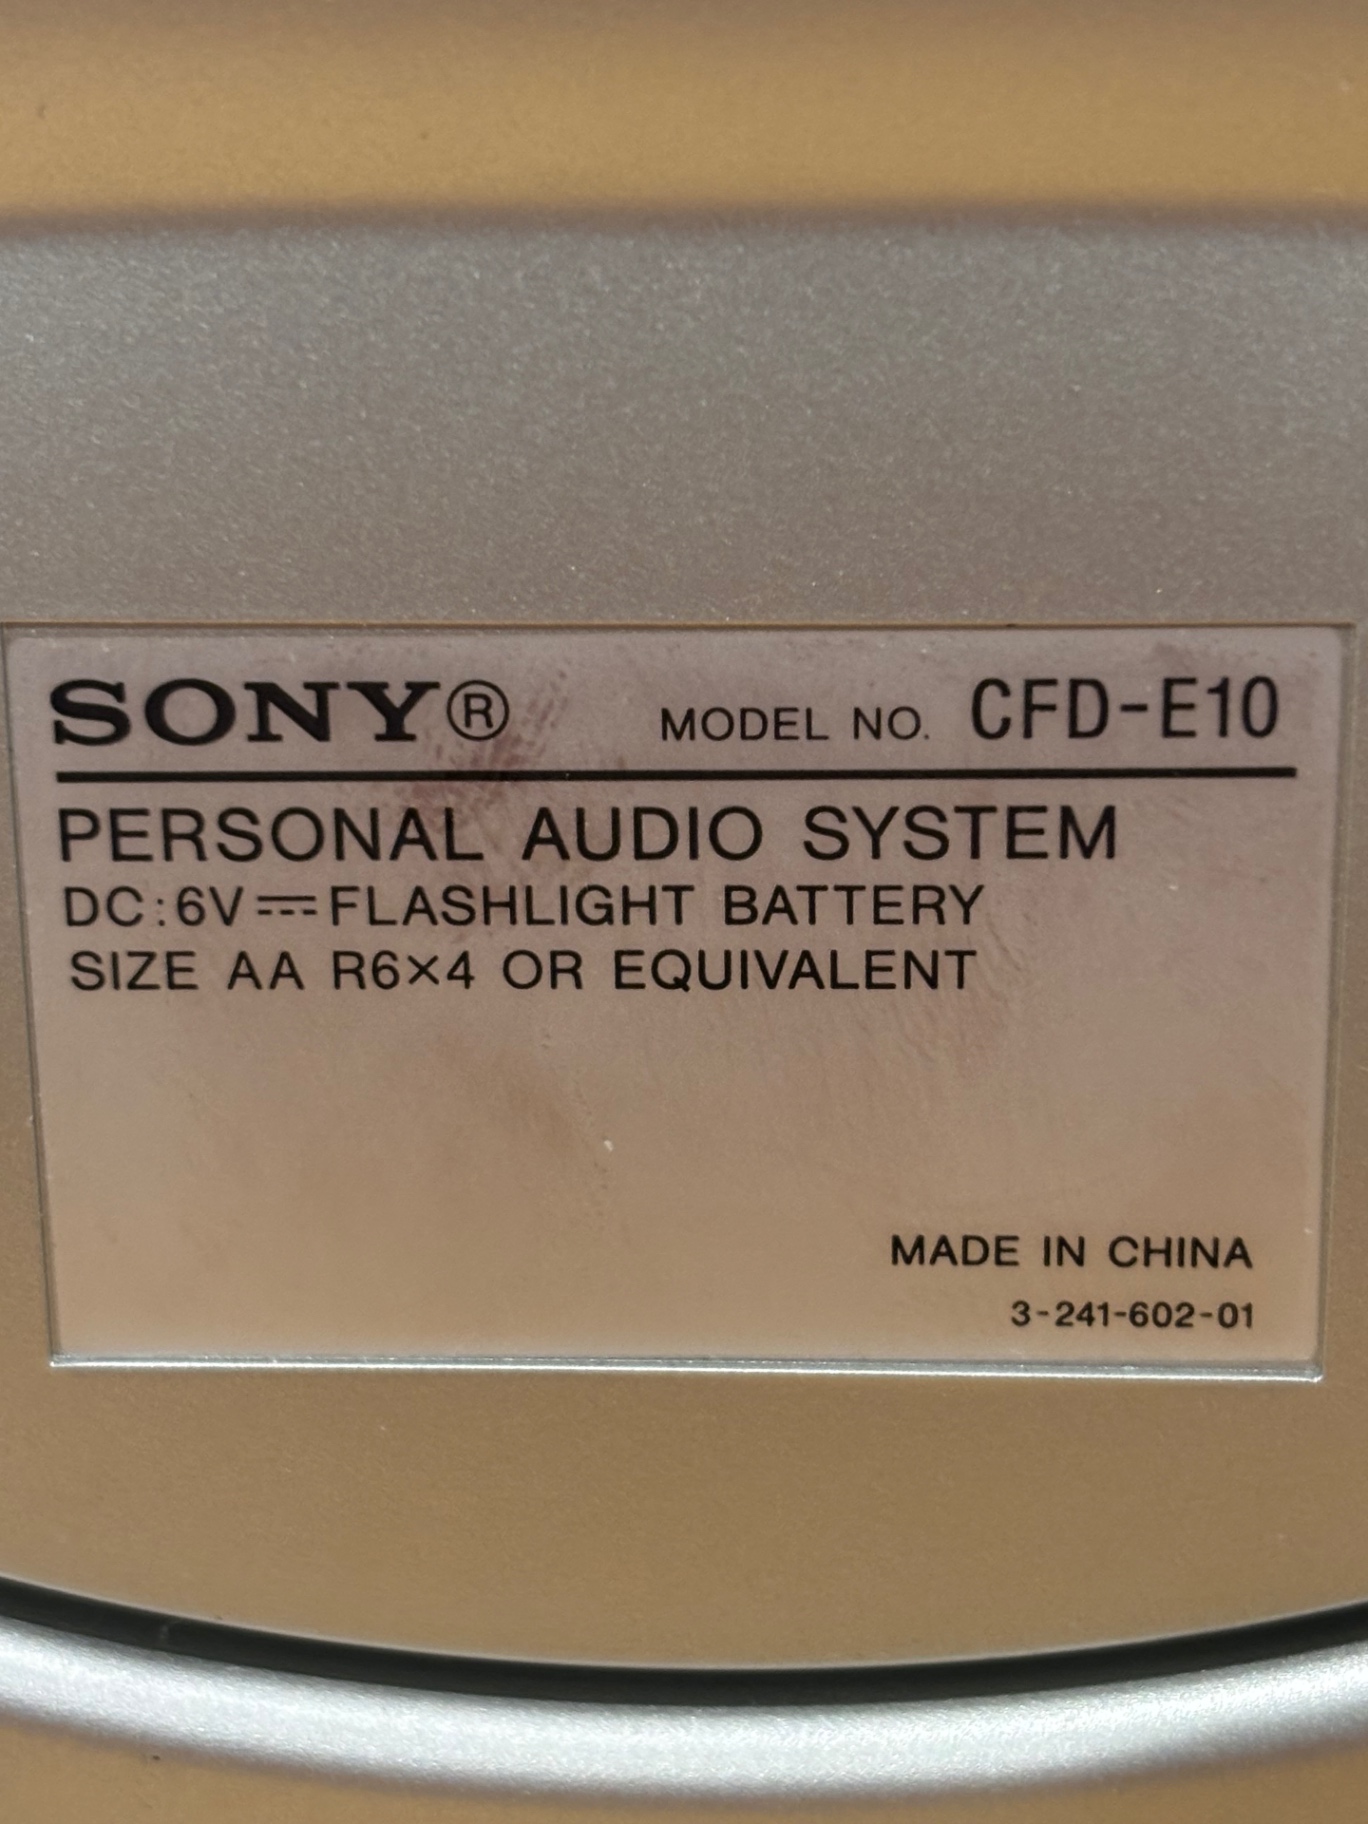 SONY® MODEL NO. CFD-E10
PERSONAL AUDIO SYSTEM
DC:6V⎓FLASHLIGHT BATTERY
SIZE AA R6×4 OR EQUIVALENT
MADE IN CHINA
3-241-602-01